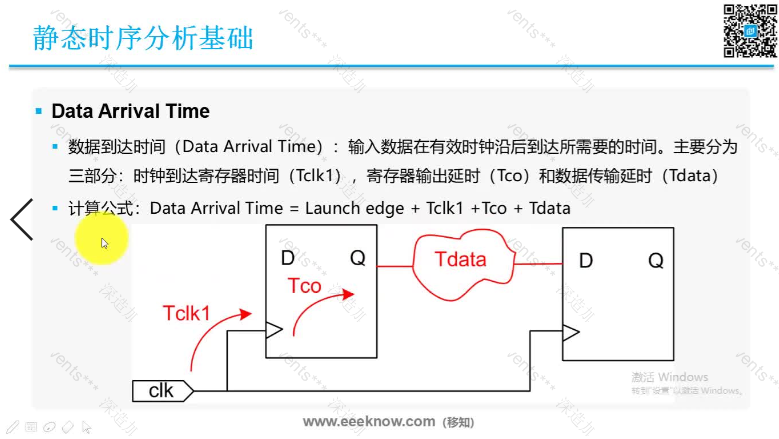 静态时序分析基础
Data Arrival Time
数据到达时间（Data Arrival Time）：输入数据在有效时钟沿后到达所需要的时间。主要分为
三部分：时钟到达寄存器时间（Tclk1），寄存器输出延时（Tco）和数据传输延时（Tdata）
计算公式：Data Arrival Time = Launch edge + Tclk1 +Tco + Tdata
D Q Tdata D Q
Tco
Tclk1
clk
激活 Windows
转到"设置"以激活 Windows。
www.eeeknow.com（移知）